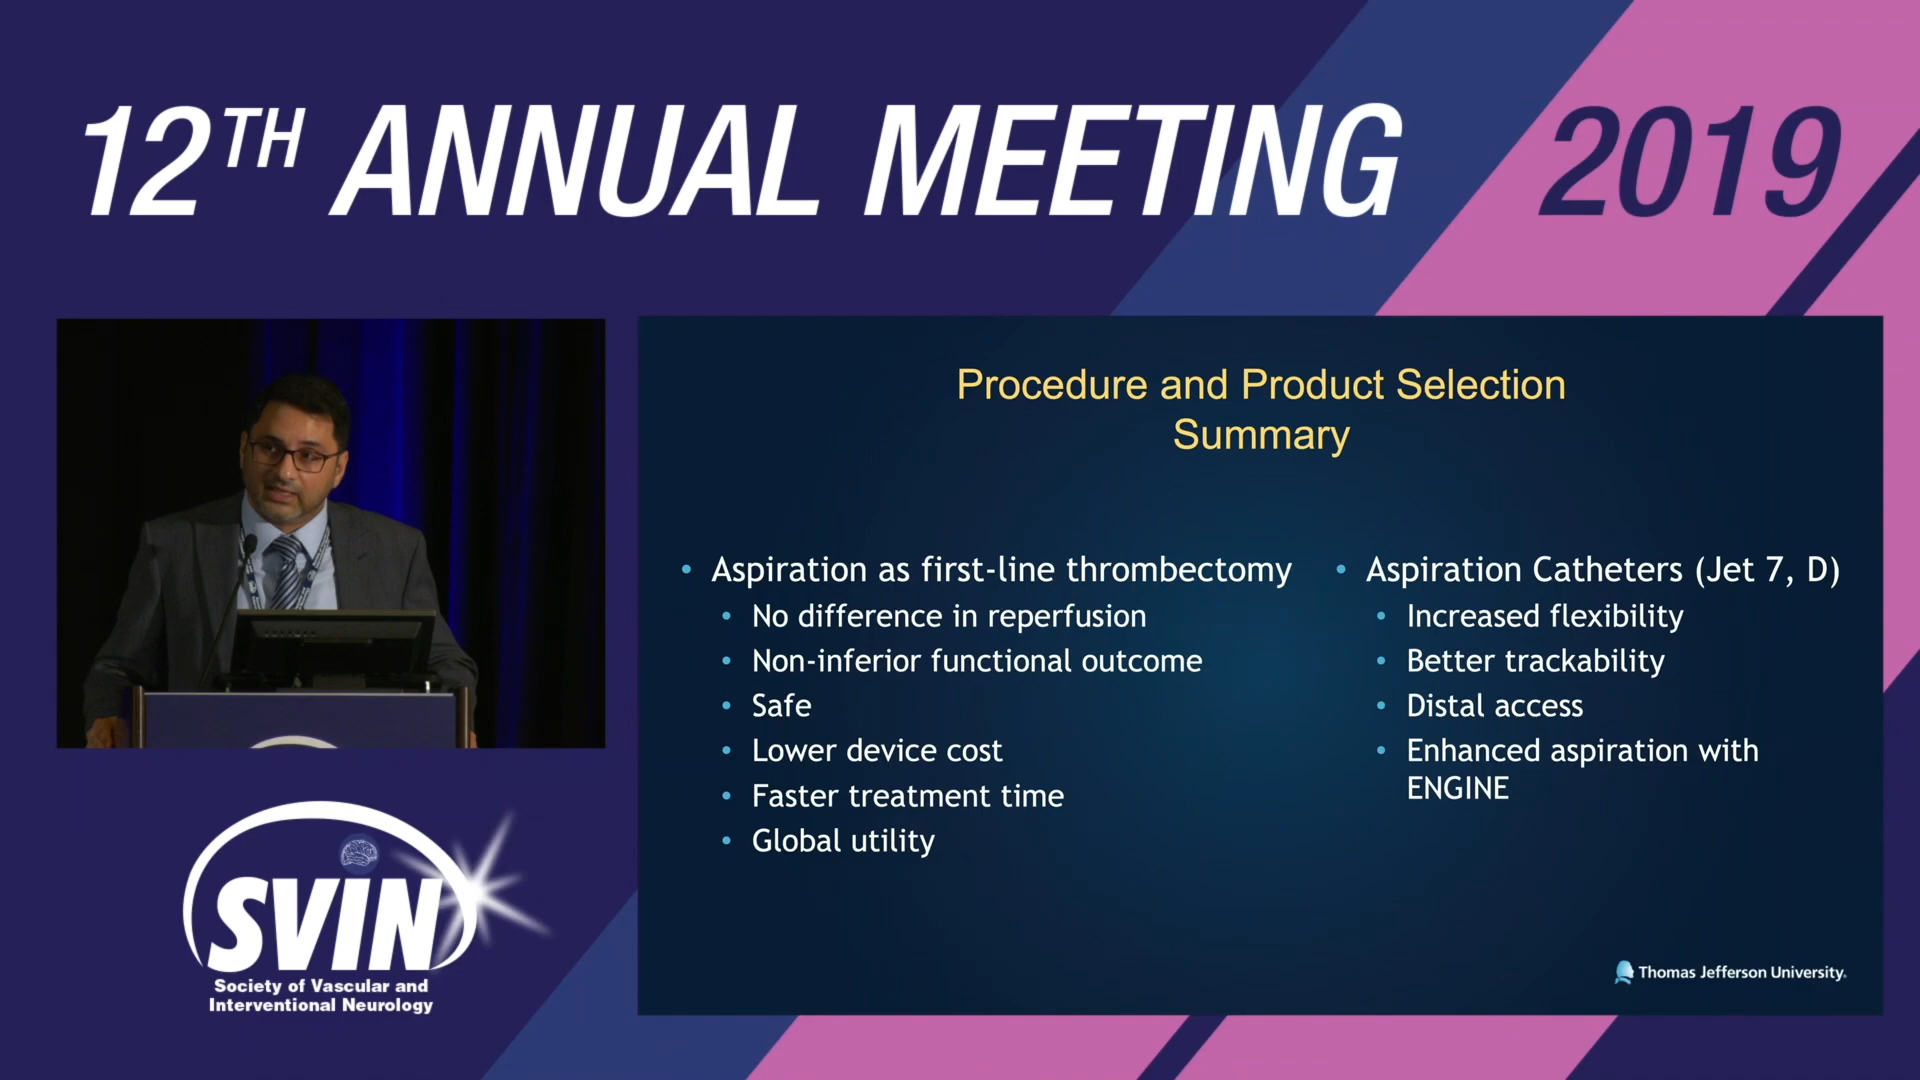 12TH ANNUAL MEETING 2019
Procedure and Product Selection
Summary
• Aspiration as first-line thrombectomy
• No difference in reperfusion
• Non-inferior functional outcome
• Safe
• Lower device cost
• Faster treatment time
• Global utility
• Aspiration Catheters (Jet 7, D)
• Increased flexibility
• Better trackability
• Distal access
• Enhanced aspiration with
ENGINE
Thomas Jefferson University.
SVIN
Society of Vascular and
Interventional Neurology